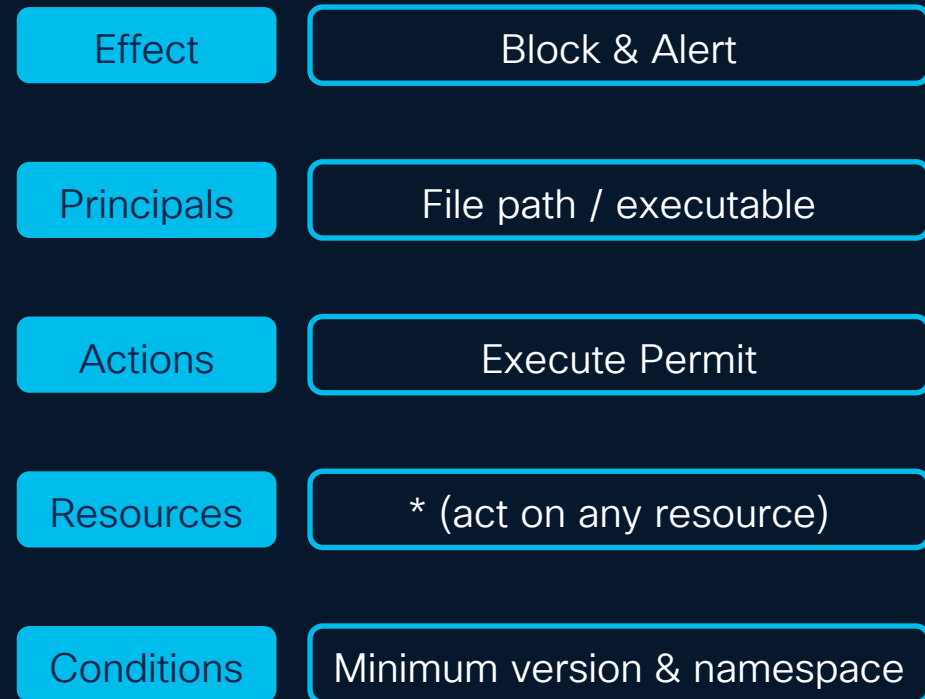 Effect
Block & Alert
Principals
File path / executable
Actions
Execute Permit
Resources
* (act on any resource)
Conditions
Minimum version & namespace